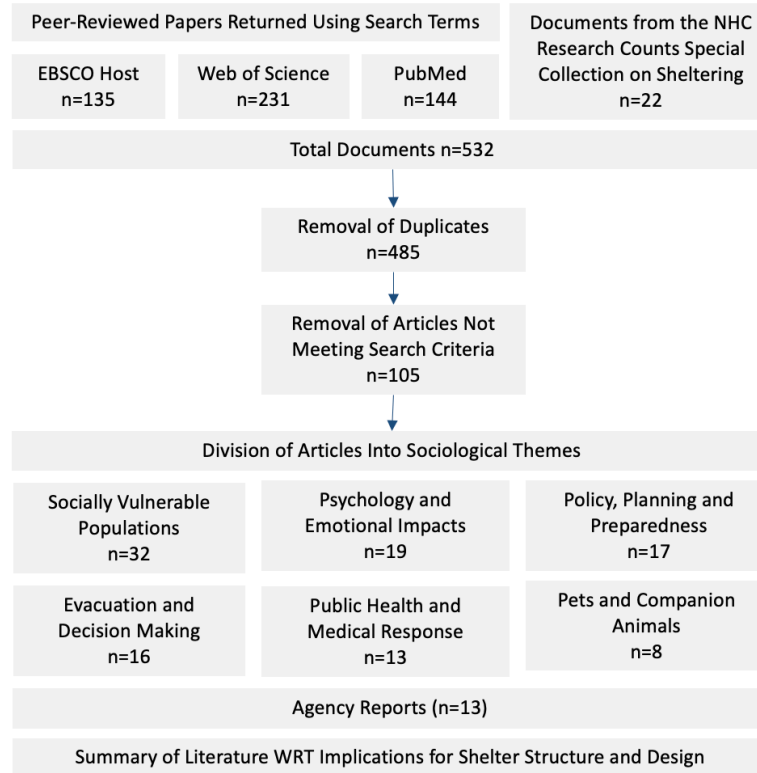 Peer-Reviewed Papers Returned Using Search Terms
EBSCO Host
n=135
Web of Science
n=231
PubMed
n=144
Documents from the NHC
Research Counts Special
Collection on Sheltering
n=22
Total Documents n=532
Removal of Duplicates
n=485
Removal of Articles Not
Meeting Search Criteria
n=105
Division of Articles Into Sociological Themes
Socially Vulnerable
Populations
n=32
Psychology and
Emotional Impacts
n=19
Policy, Planning and
Preparedness
n=17
Evacuation and
Decision Making
n=16
Public Health and
Medical Response
n=13
Pets and Companion
Animals
n=8
Agency Reports (n=13)
Summary of Literature WRT Implications for Shelter Structure and Design